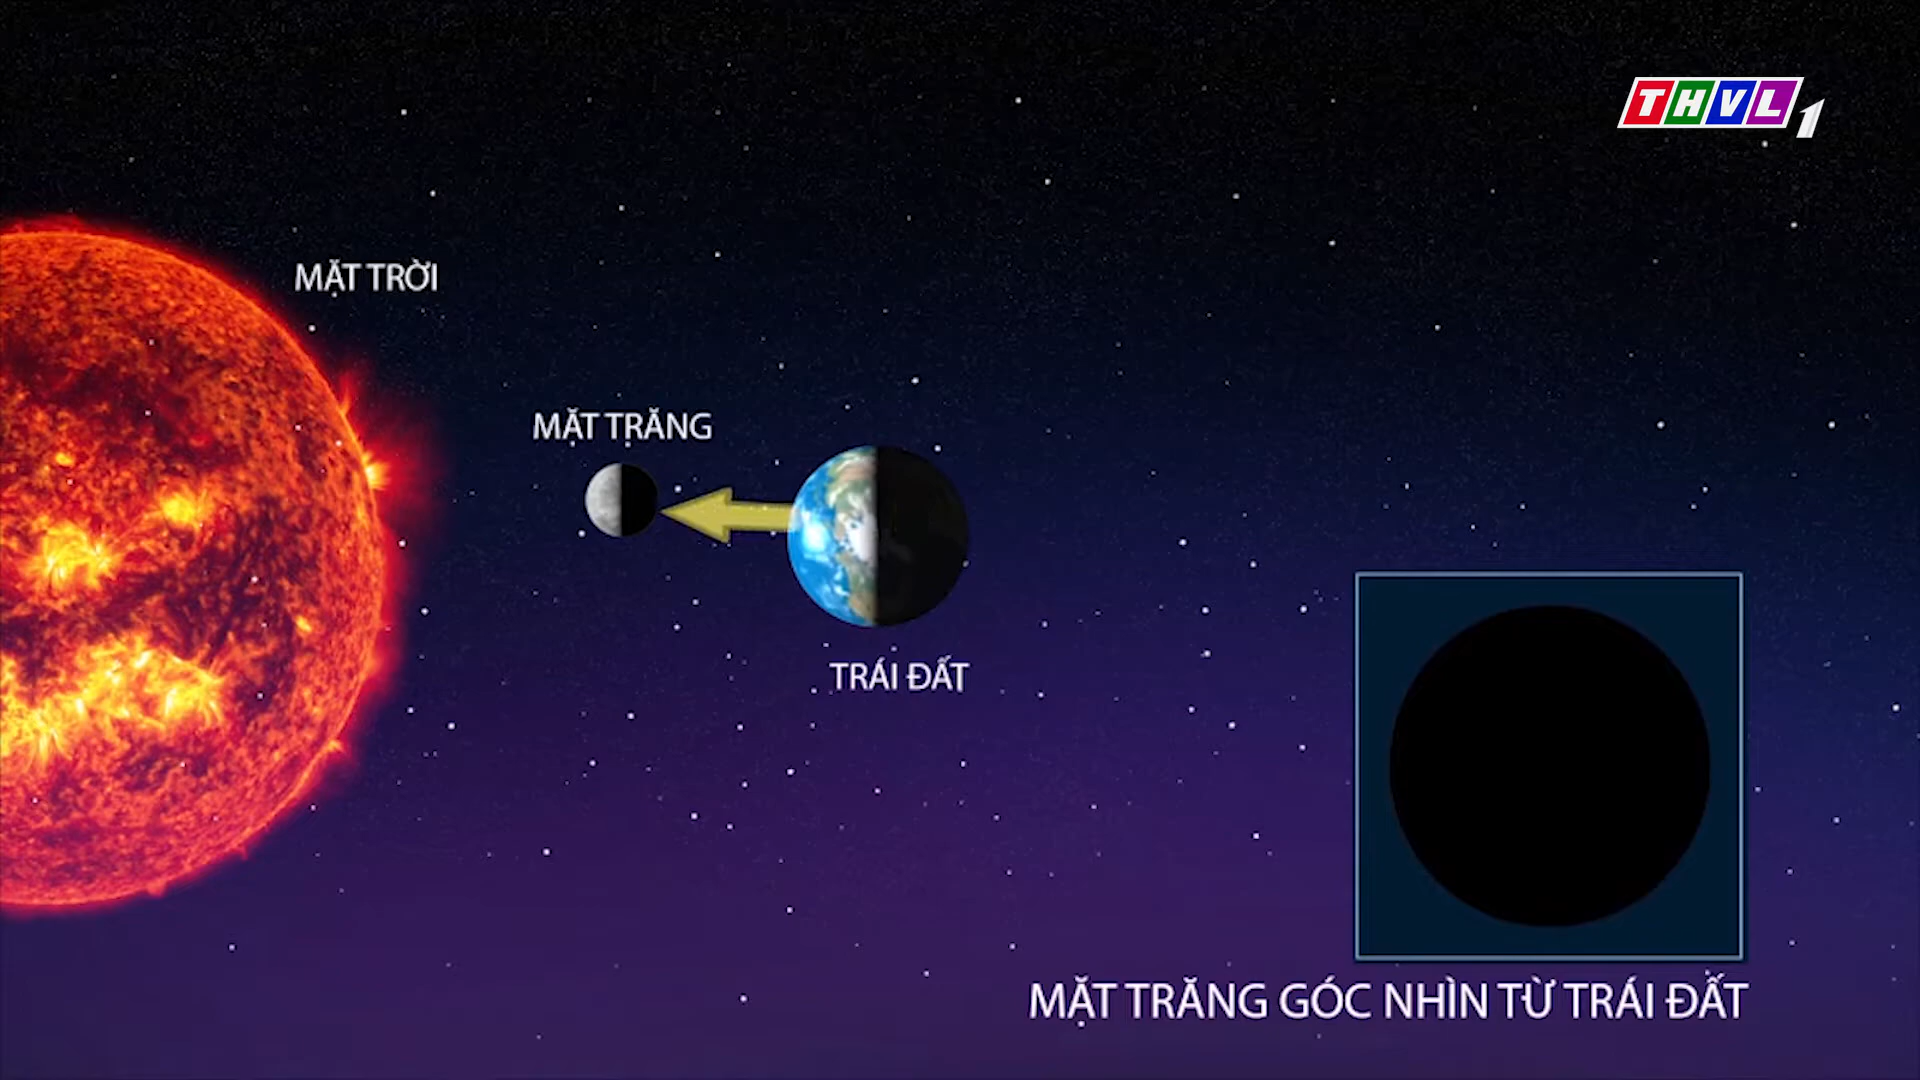 THVL1
MẶT TRỜI
MẶT TRĂNG
TRÁI ĐẤT
MẶT TRĂNG GÓC NHÌN TỪ TRÁI ĐẤT